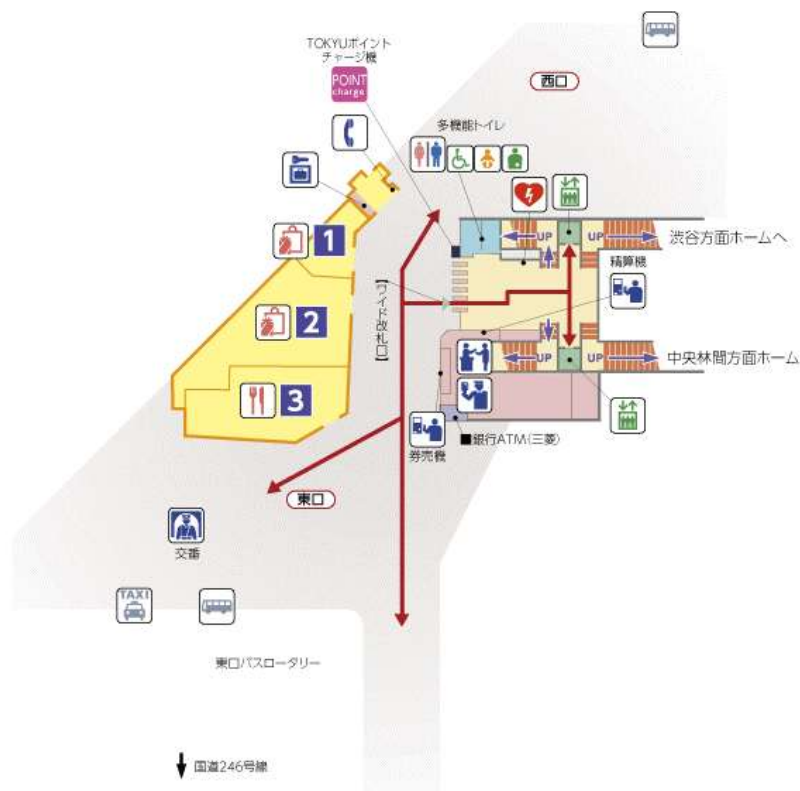 TOKYUポイント
チャージ機
POINT
charge
西口
多機能トイレ
1
UP
UP
渋谷方面ホームへ
精算機
【ワイド改札口】
2
UP
UP
中央林間方面ホーム
3
券売機
■銀行ATM(三菱)
東口
交番
TAXI
東口バスロータリー
国道246号線